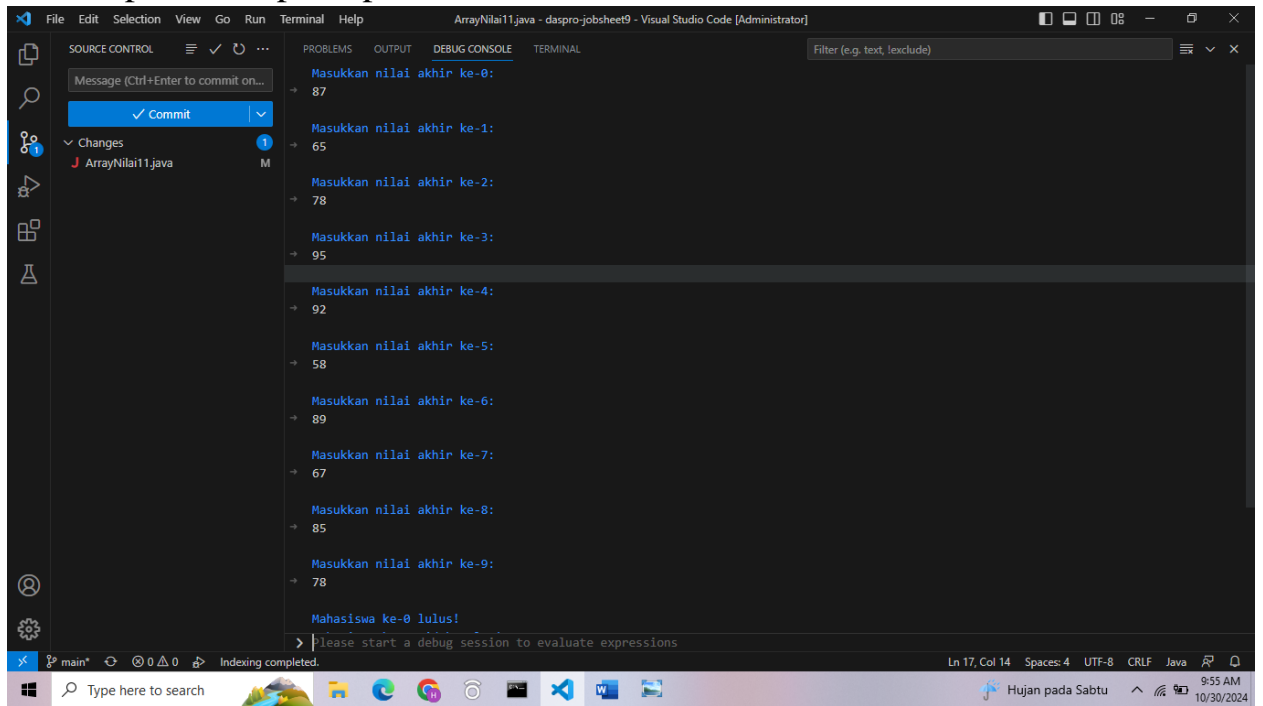 File Edit Selection View Go Run Terminal Help ArrayNilai11.java - daspro-jobsheet9 - Visual Studio Code [Administrator]
SOURCE CONTROL
Message (Ctrl+Enter to commit on...
Commit
Changes 1
J ArrayNilai11.java M
1
PROBLEMS OUTPUT DEBUG CONSOLE TERMINAL Filter (e.g. text, !exclude)
Masukkan nilai akhir ke-0:
87
Masukkan nilai akhir ke-1:
65
Masukkan nilai akhir ke-2:
78
Masukkan nilai akhir ke-3:
95
Masukkan nilai akhir ke-4:
92
Masukkan nilai akhir ke-5:
58
Masukkan nilai akhir ke-6:
89
Masukkan nilai akhir ke-7:
67
Masukkan nilai akhir ke-8:
85
Masukkan nilai akhir ke-9:
78
Mahasiswa ke-0 lulus!
Please start a debug session to evaluate expressions
main* 0 0 Indexing completed. Ln 17, Col 14 Spaces: 4 UTF-8 CRLF Java
Type here to search Hujan pada Sabtu 9:55 AM
10/30/2024